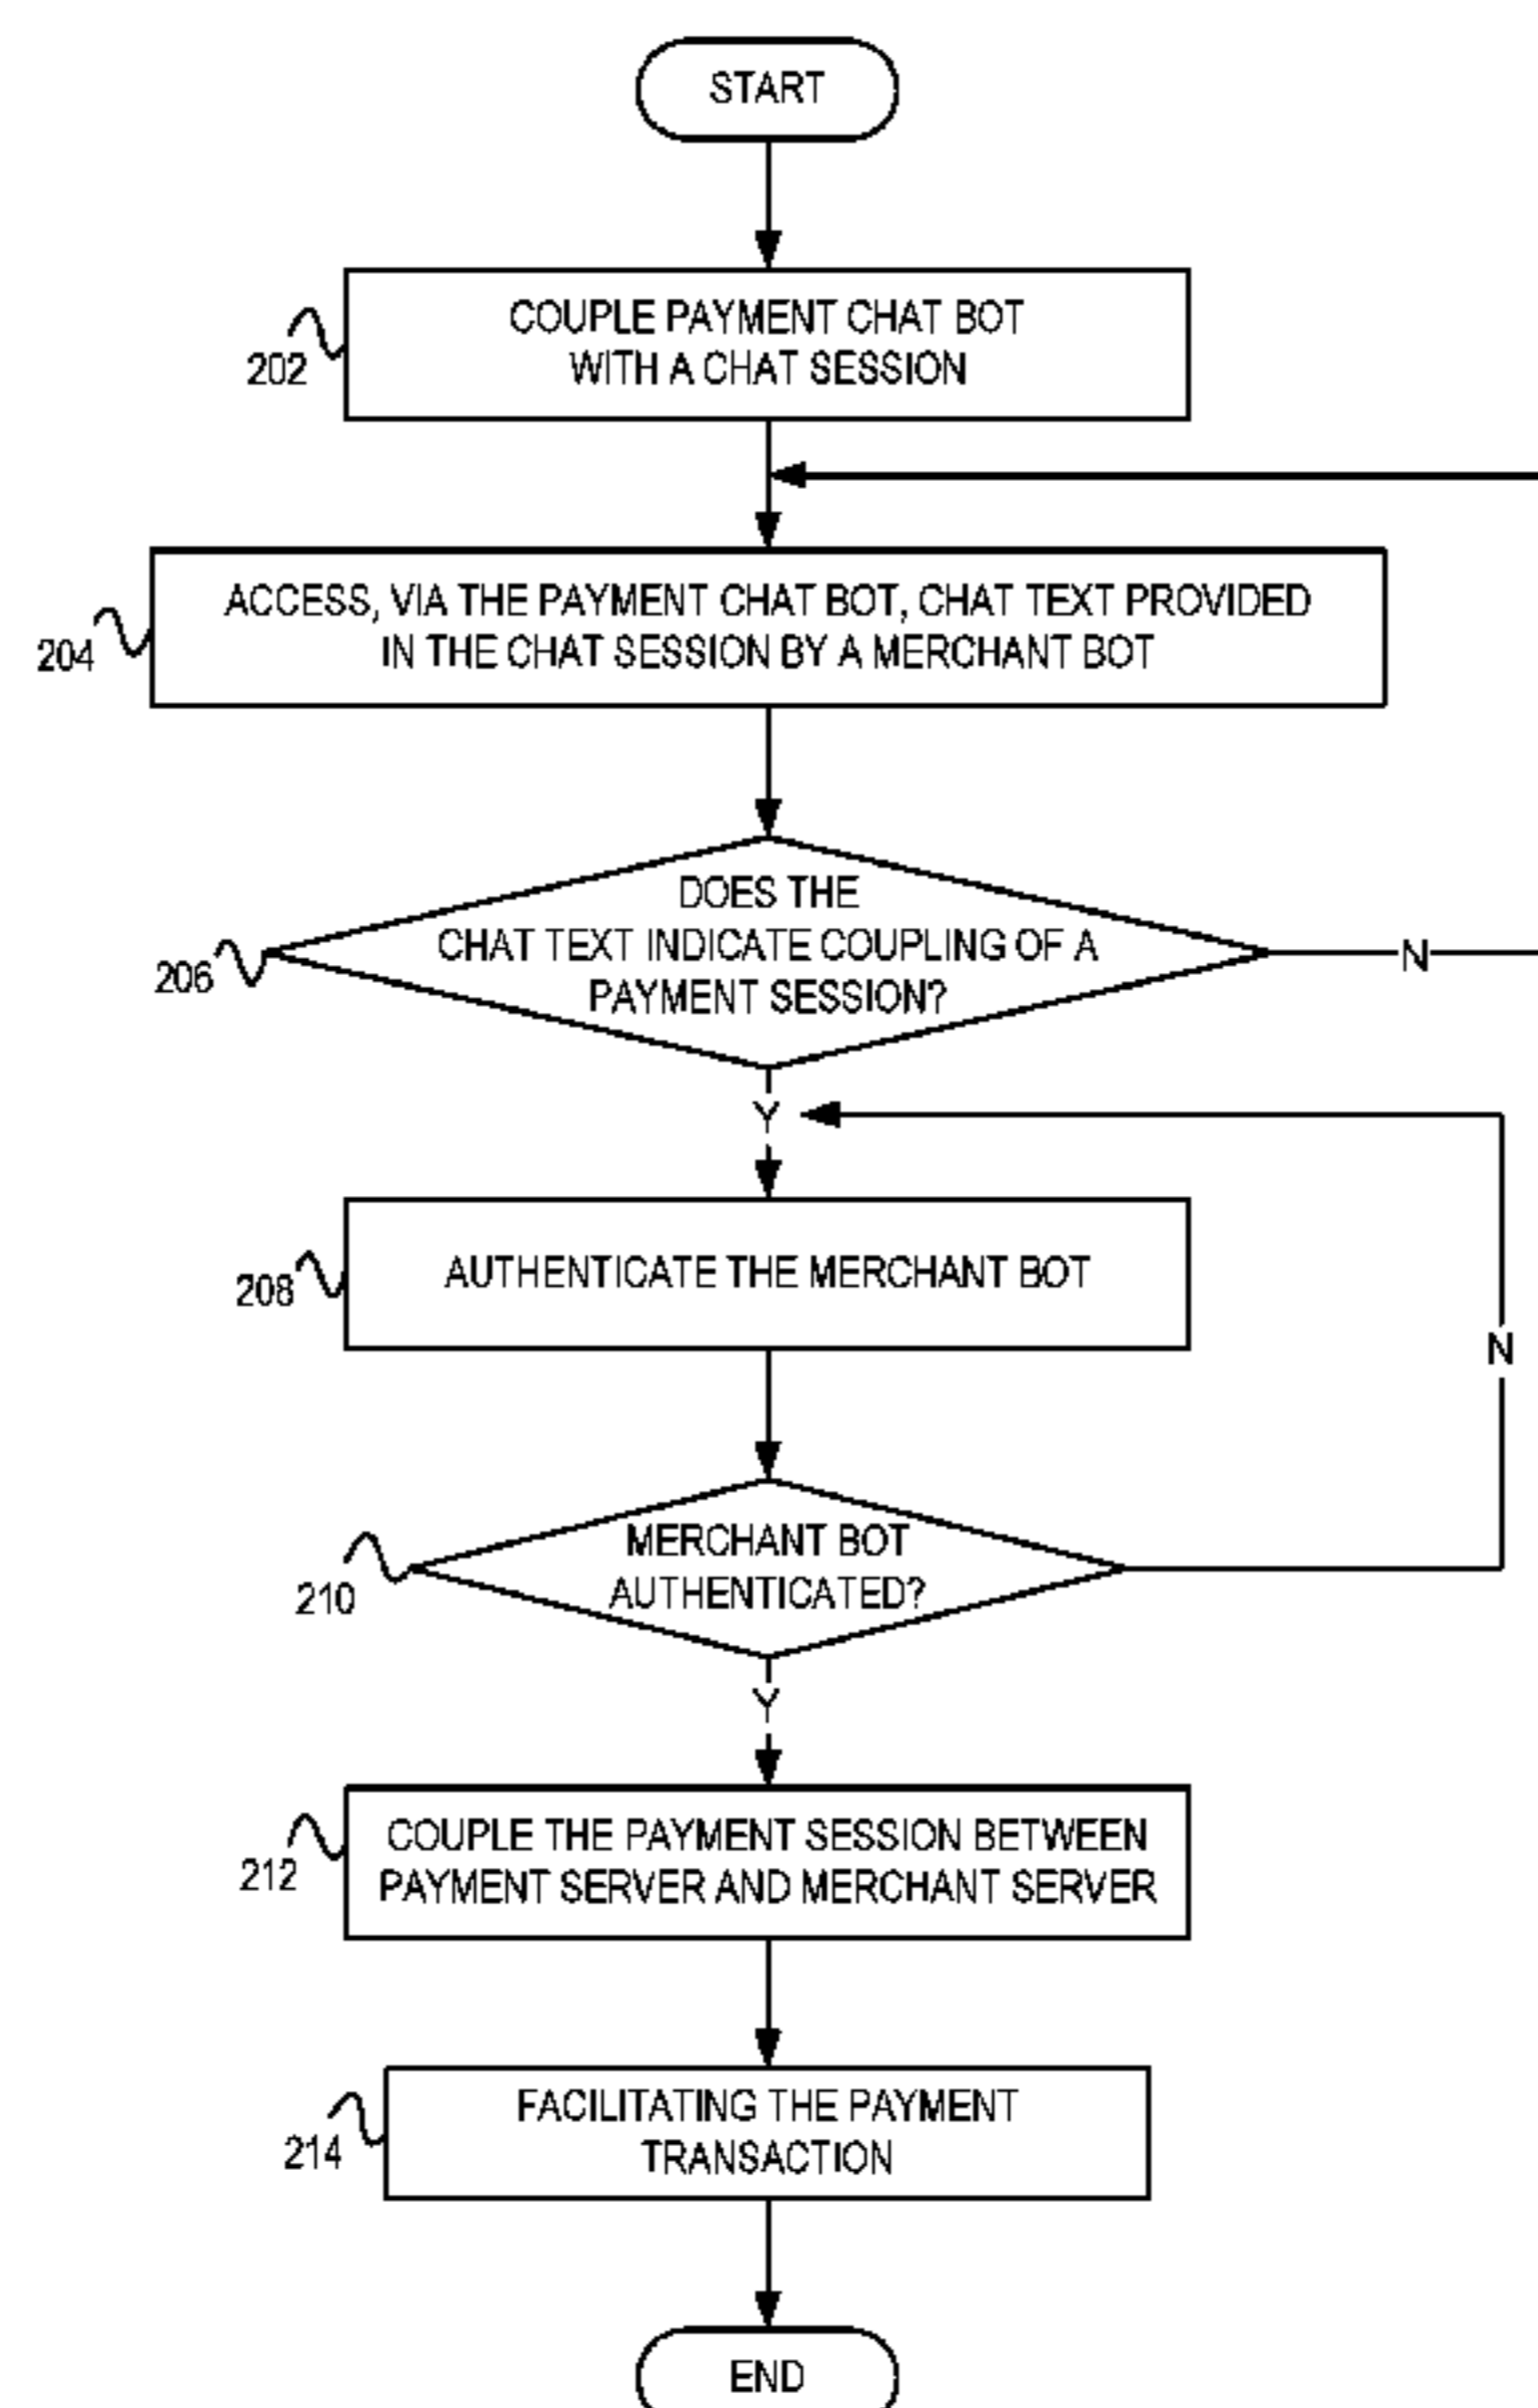 START
COUPLE PAYMENT CHAT BOT
WITH A CHAT SESSION
202
ACCESS, VIA THE PAYMENT CHAT BOT, CHAT TEXT PROVIDED
IN THE CHAT SESSION BY A MERCHANT BOT
204
DOES THE
CHAT TEXT INDICATE COUPLING OF A
PAYMENT SESSION?
206
N
Y
AUTHENTICATE THE MERCHANT BOT
208
N
MERCHANT BOT
AUTHENTICATED?
210
Y
COUPLE THE PAYMENT SESSION BETWEEN
PAYMENT SERVER AND MERCHANT SERVER
212
FACILITATING THE PAYMENT
TRANSACTION
214
END